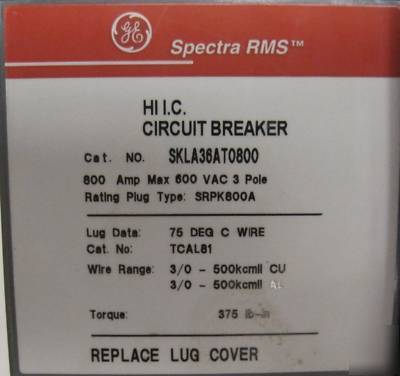 GE Spectra RMS™
HI I.C.
CIRCUIT BREAKER
Cat. NO. SKLA36AT0800
800 Amp Max 600 VAC 3 Pole
Rating Plug Type: SRPK800A
Lug Data: 75 DEG C WIRE
Cat. No: TCAL81
Wire Range: 3/0 - 500kcmil CU
3/0 - 500kcmil AL
Torque: 375 lb-in
REPLACE LUG COVER